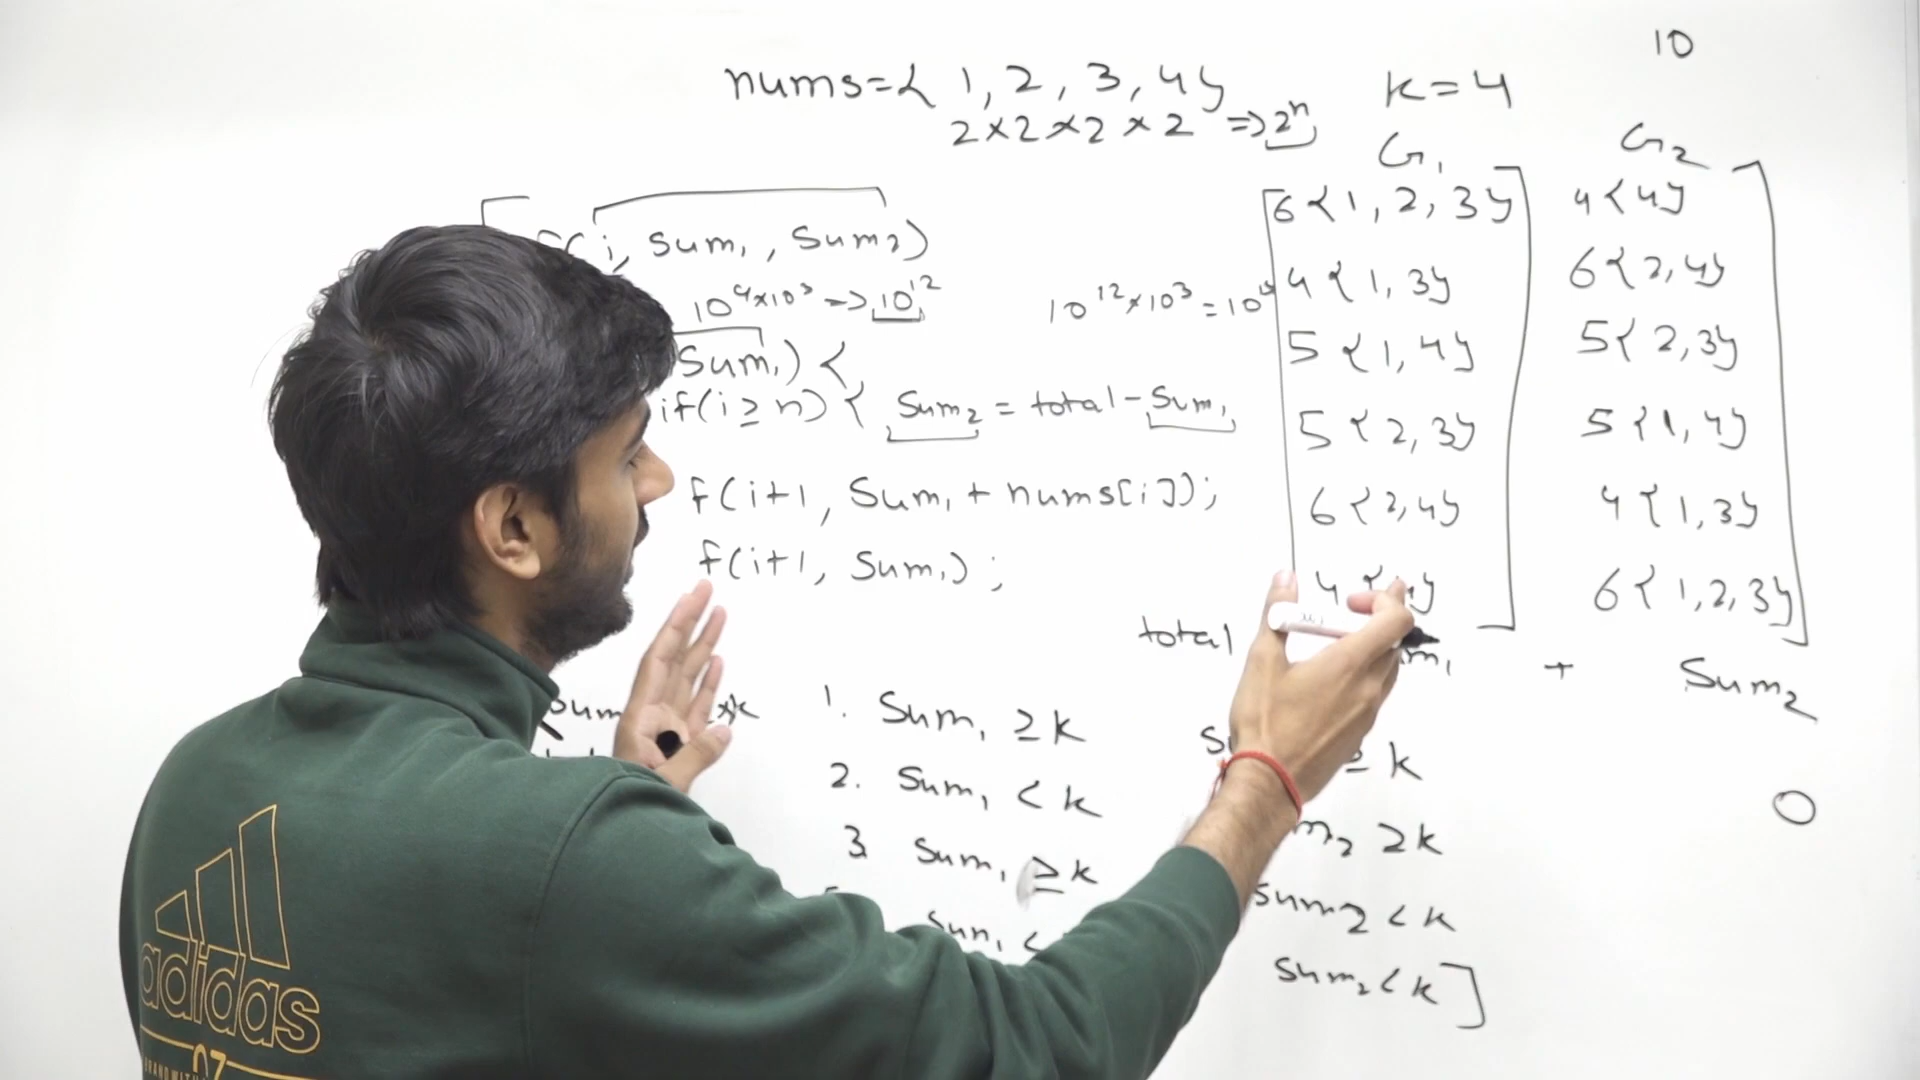 10
nums={ 1, 2, 3, 4}
K=4
2×2×2×2 => 2ⁿ
G₁
G₂
6 {1, 2, 3}
4 {4}
f(i, sum₁, sum₂)
4 {1, 3}
6 {2, 4}
10⁴×10³ => 10¹²
10¹²×10³ = 10
5 {1, 4}
5 {2, 3}
sum₁) {
if(i ≥ n) { sum₂ = total - sum₁
5 {2, 3}
5 {1, 4}
f(i+1, sum₁ + nums[i]);
6 {2, 4}
4 {1, 3}
f(i+1, sum₁);
4
6 {1, 2, 3}
total
+
sum₂
sum
1. sum₁ ≥ k
≥ k
2. sum₁ < k
≥ k
0
3. sum₁ ≥ k
sum₂ < k
sum₁ <
sum₂ < k ]
adidas